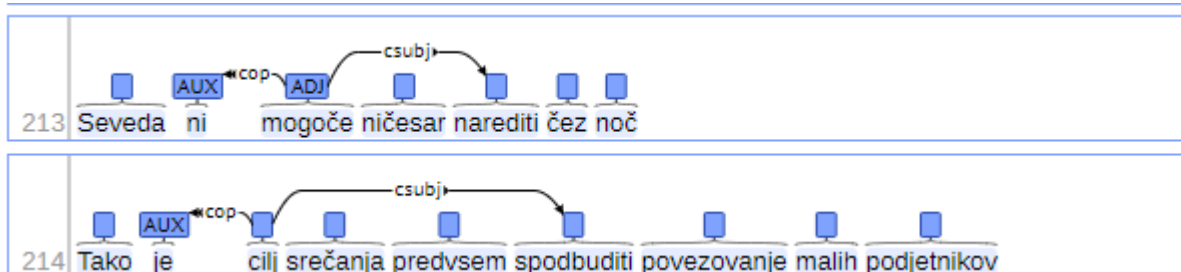 csubj
AUX cop ADJ
213 Seveda ni mogoče ničesar narediti čez noč
csubj
AUX cop
214 Tako je cilj srečanja predvsem spodbuditi povezovanje malih podjetnikov